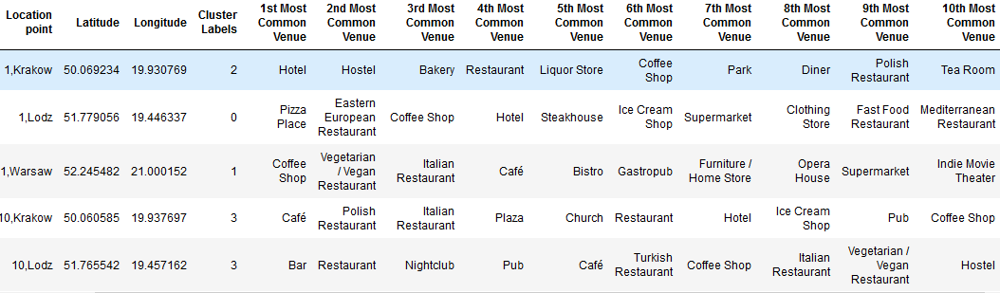 Location point Latitude Longitude Cluster Labels 1st Most Common Venue 2nd Most Common Venue 3rd Most Common Venue 4th Most Common Venue 5th Most Common Venue 6th Most Common Venue 7th Most Common Venue 8th Most Common Venue 9th Most Common Venue 10th Most Common Venue
1,Krakow 50.069234 19.930769 2 Hotel Hostel Bakery Restaurant Liquor Store Coffee Shop Park Diner Polish Restaurant Tea Room
1,Lodz 51.779056 19.446337 0 Pizza Place Eastern European Restaurant Coffee Shop Hotel Steakhouse Ice Cream Shop Supermarket Clothing Store Fast Food Restaurant Mediterranean Restaurant
1,Warsaw 52.245482 21.000152 1 Coffee Shop Vegetarian / Vegan Restaurant Italian Restaurant Café Bistro Gastropub Furniture / Home Store Opera House Supermarket Indie Movie Theater
10,Krakow 50.060585 19.937697 3 Café Polish Restaurant Italian Restaurant Plaza Church Restaurant Hotel Ice Cream Shop Pub Coffee Shop
10,Lodz 51.765542 19.457162 3 Bar Restaurant Nightclub Pub Café Turkish Restaurant Coffee Shop Italian Restaurant Vegetarian / Vegan Restaurant Hostel